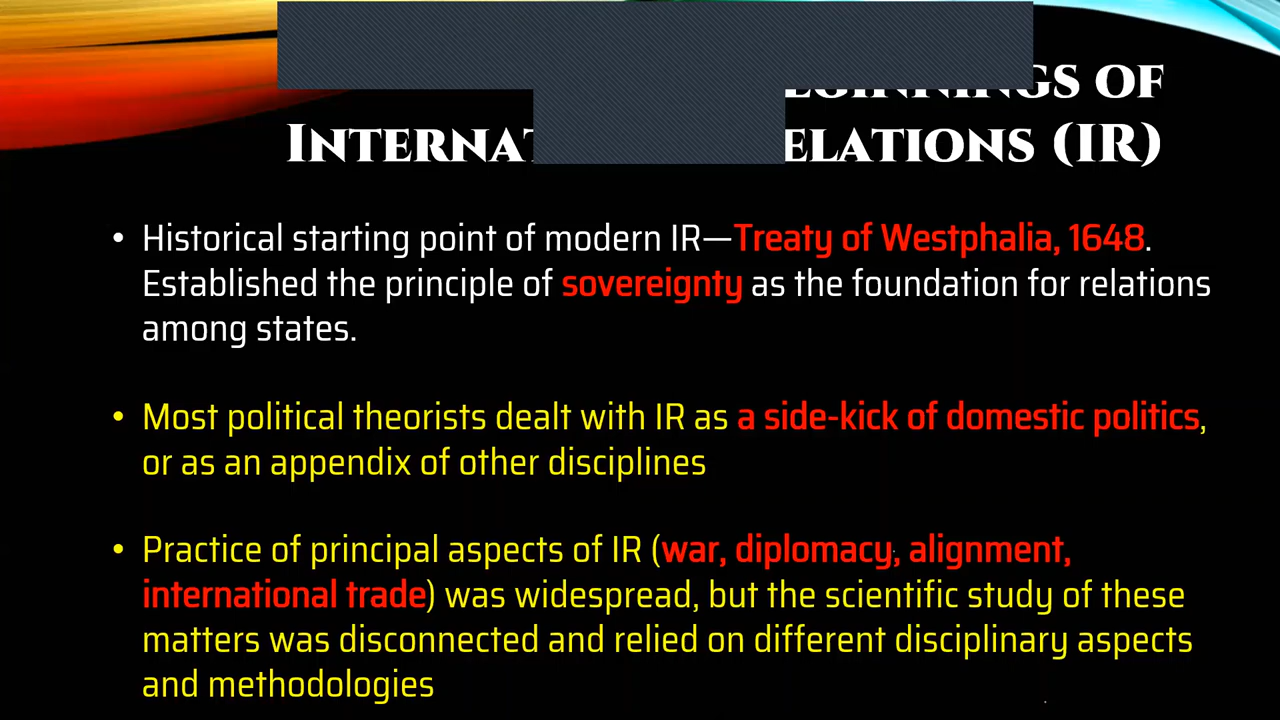 OF
INTERNATIONAL RELATIONS (IR)
• Historical starting point of modern IR—Treaty of Westphalia, 1648.
Established the principle of sovereignty as the foundation for relations
among states.
• Most political theorists dealt with IR as a side-kick of domestic politics,
or as an appendix of other disciplines
• Practice of principal aspects of IR (war, diplomacy, alignment,
international trade) was widespread, but the scientific study of these
matters was disconnected and relied on different disciplinary aspects
and methodologies